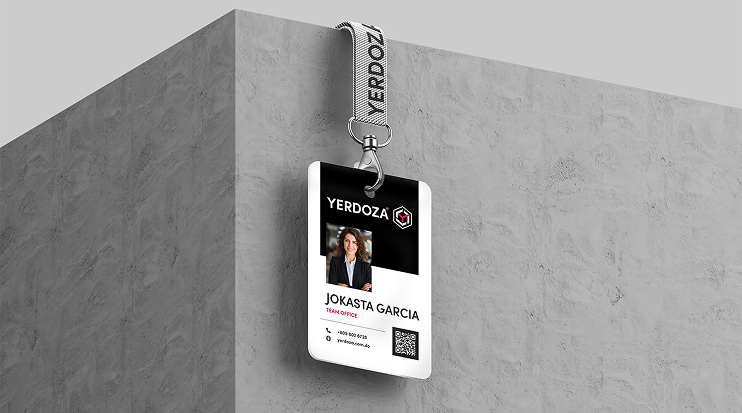 YERDOZA
YERDOZA
JOKASTA GARCIA
TEAM OFFICE
yerdoza.com.do